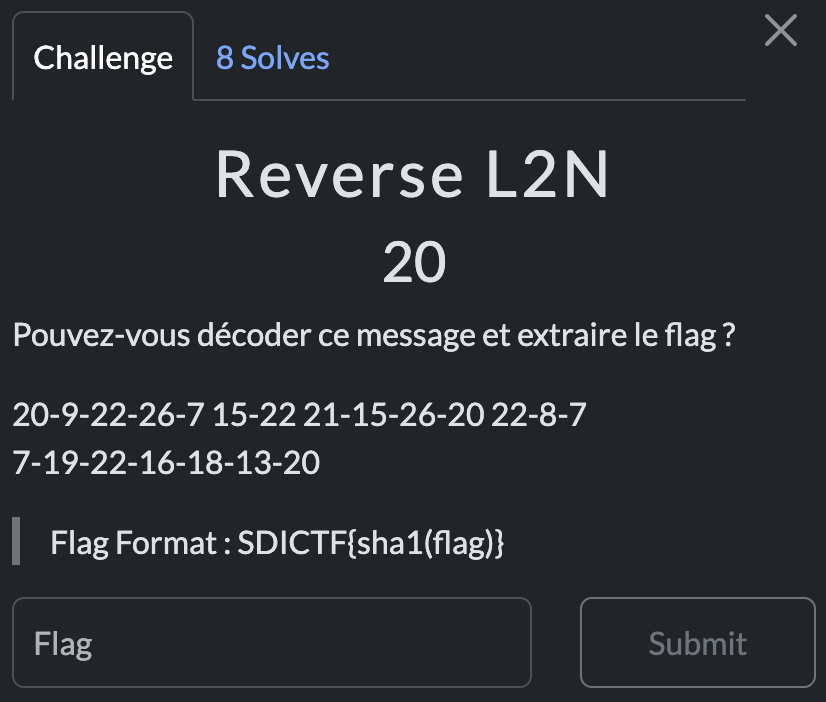 Challenge
8 Solves
Reverse L2N
20
Pouvez-vous décoder ce message et extraire le flag ?
20-9-22-26-7 15-22 21-15-26-20 22-8-7
7-19-22-16-18-13-20
Flag Format : SDICTF{sha1(flag)}
Flag
Submit